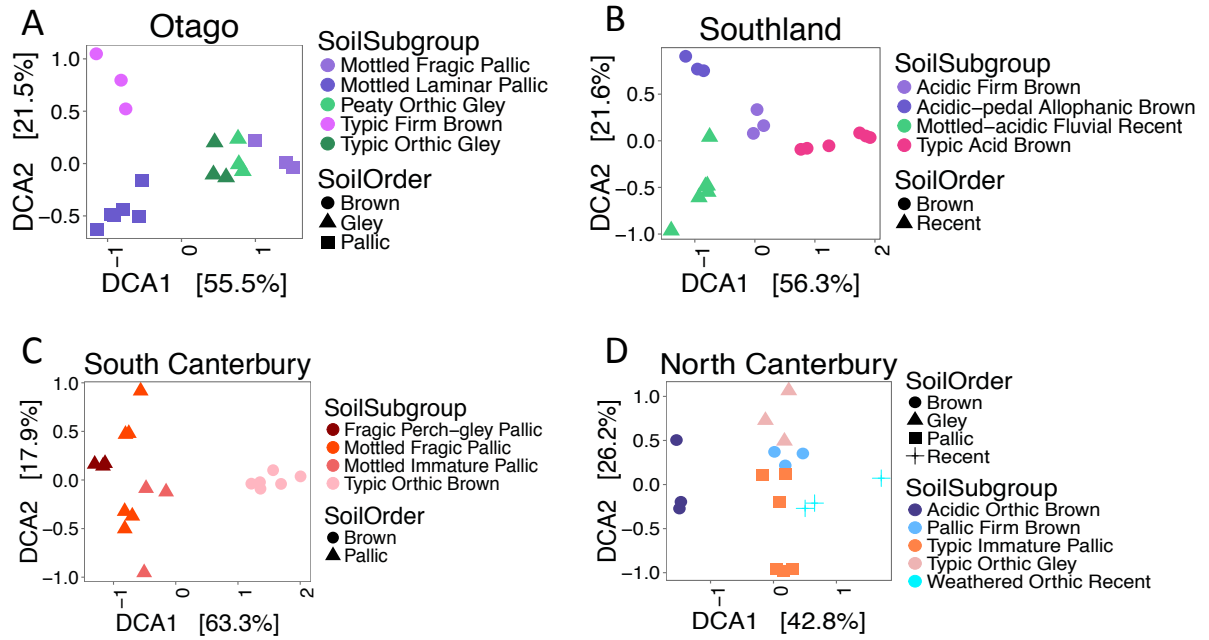 A
Otago
DCA2 [21.5%]
1.0
0.5
0.0
−0.5
−1
0
1
DCA1 [55.5%]
SoilSubgroup
Mottled Fragic Pallic
Mottled Laminar Pallic
Peaty Orthic Gley
Typic Firm Brown
Typic Orthic Gley
SoilOrder
Brown
Gley
Pallic
B
Southland
DCA2 [21.6%]
0.5
0.0
−0.5
−1.0
−1
0
1
2
DCA1 [56.3%]
SoilSubgroup
Acidic Firm Brown
Acidic−pedal Allophanic Brown
Mottled−acidic Fluvial Recent
Typic Acid Brown
SoilOrder
Brown
Recent
C
South Canterbury
DCA2 [17.9%]
1.0
0.5
0.0
−0.5
−1.0
−1
0
1
2
DCA1 [63.3%]
SoilSubgroup
Fragic Perch−gley Pallic
Mottled Fragic Pallic
Mottled Immature Pallic
Typic Orthic Brown
SoilOrder
Brown
Pallic
D
North Canterbury
DCA2 [26.2%]
1.0
0.5
0.0
−0.5
−1.0
−1
0
1
DCA1 [42.8%]
SoilOrder
Brown
Gley
Pallic
Recent
SoilSubgroup
Acidic Orthic Brown
Pallic Firm Brown
Typic Immature Pallic
Typic Orthic Gley
Weathered Orthic Recent